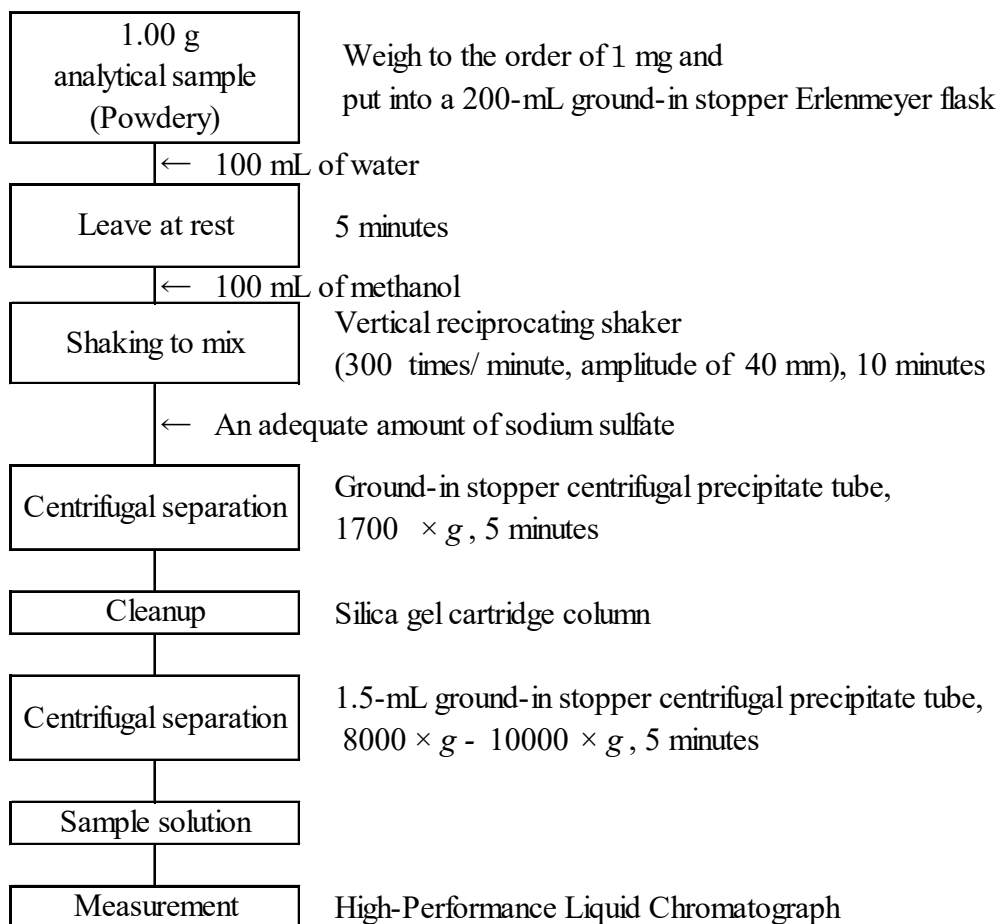 1.00 g
analytical sample
(Powdery)
Weigh to the order of 1 mg and
put into a 200-mL ground-in stopper Erlenmeyer flask
← 100 mL of water
Leave at rest
5 minutes
← 100 mL of methanol
Shaking to mix
Vertical reciprocating shaker
(300 times/ minute, amplitude of 40 mm), 10 minutes
← An adequate amount of sodium sulfate
Centrifugal separation
Ground-in stopper centrifugal precipitate tube,
1700 × g , 5 minutes
Cleanup
Silica gel cartridge column
Centrifugal separation
1.5-mL ground-in stopper centrifugal precipitate tube,
8000 × g - 10000 × g , 5 minutes
Sample solution
Measurement
High-Performance Liquid Chromatograph